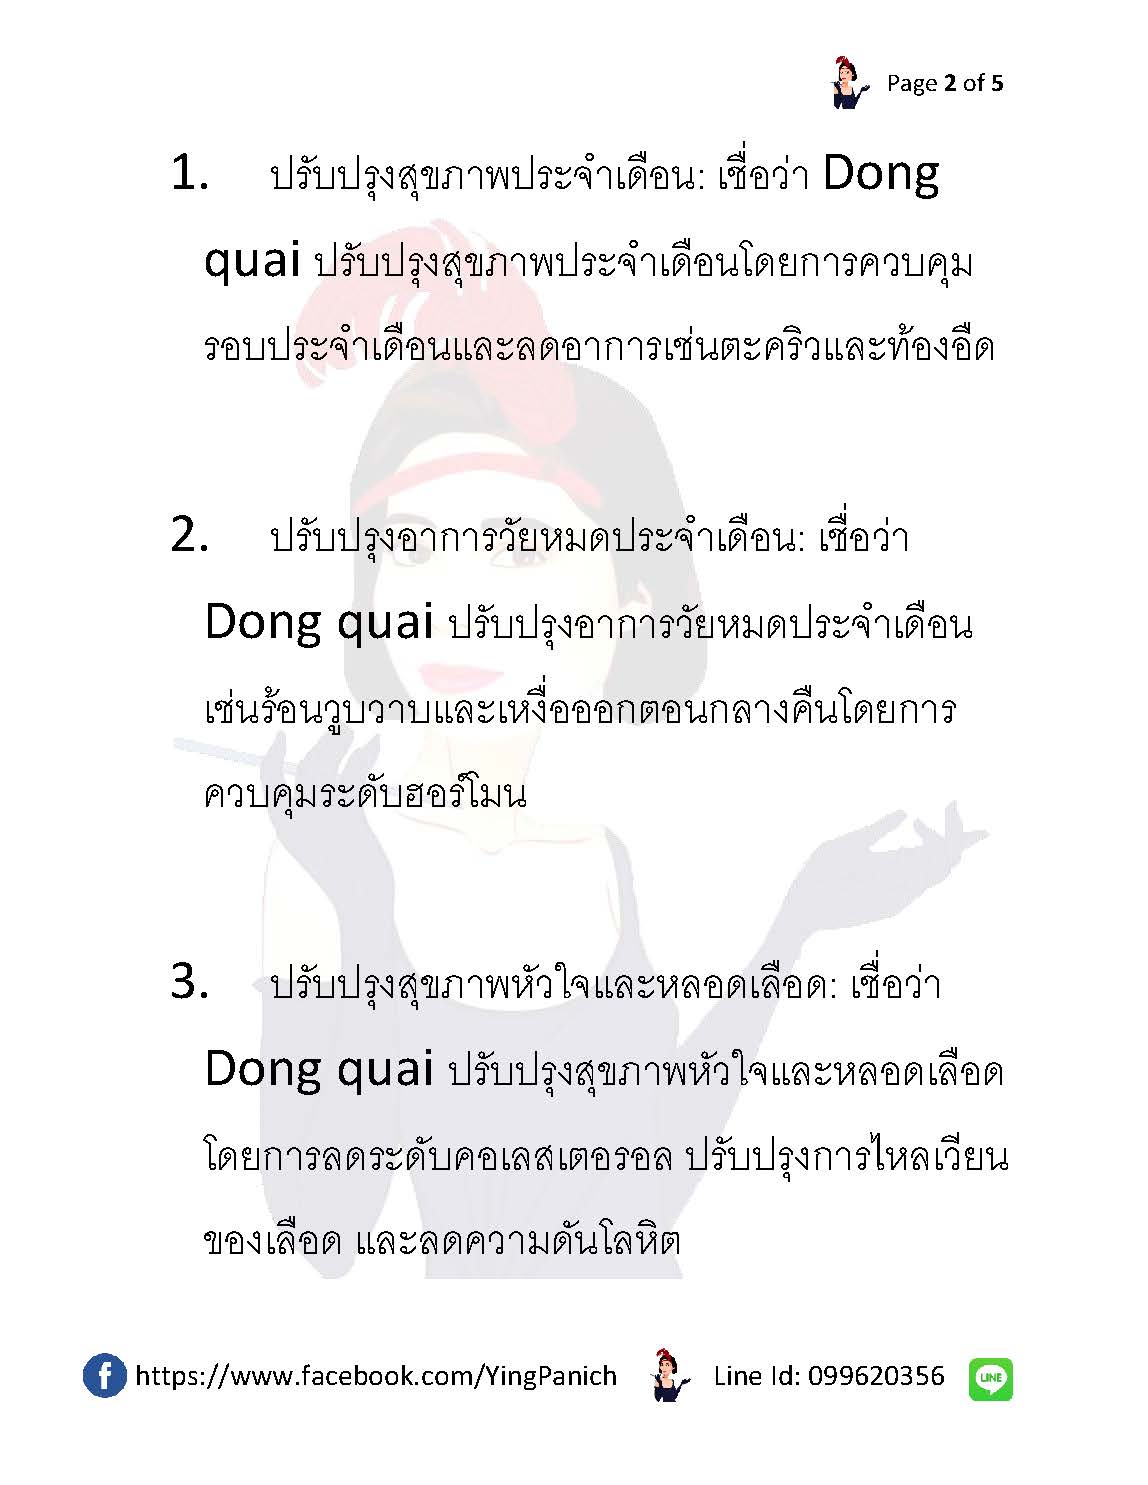 Page 2 of 5
1. ปรับปรุงสุขภาพประจำเดือน: เชื่อว่า Dong
quai ปรับปรุงสุขภาพประจำเดือนโดยการควบคุม
รอบประจำเดือนและลดอาการเช่นตะคริวและท้องอืด
2. ปรับปรุงอาการวัยหมดประจำเดือน: เชื่อว่า
Dong quai ปรับปรุงอาการวัยหมดประจำเดือน
เช่นร้อนวูบวาบและเหงื่อออกตอนกลางคืนโดยการ
ควบคุมระดับฮอร์โมน
3. ปรับปรุงสุขภาพหัวใจและหลอดเลือด: เชื่อว่า
Dong quai ปรับปรุงสุขภาพหัวใจและหลอดเลือด
โดยการลดระดับคอเลสเตอรอล ปรับปรุงการไหลเวียน
ของเลือด และลดความดันโลหิต
f https://www.facebook.com/YingPanich Line Id: 099620356 LINE